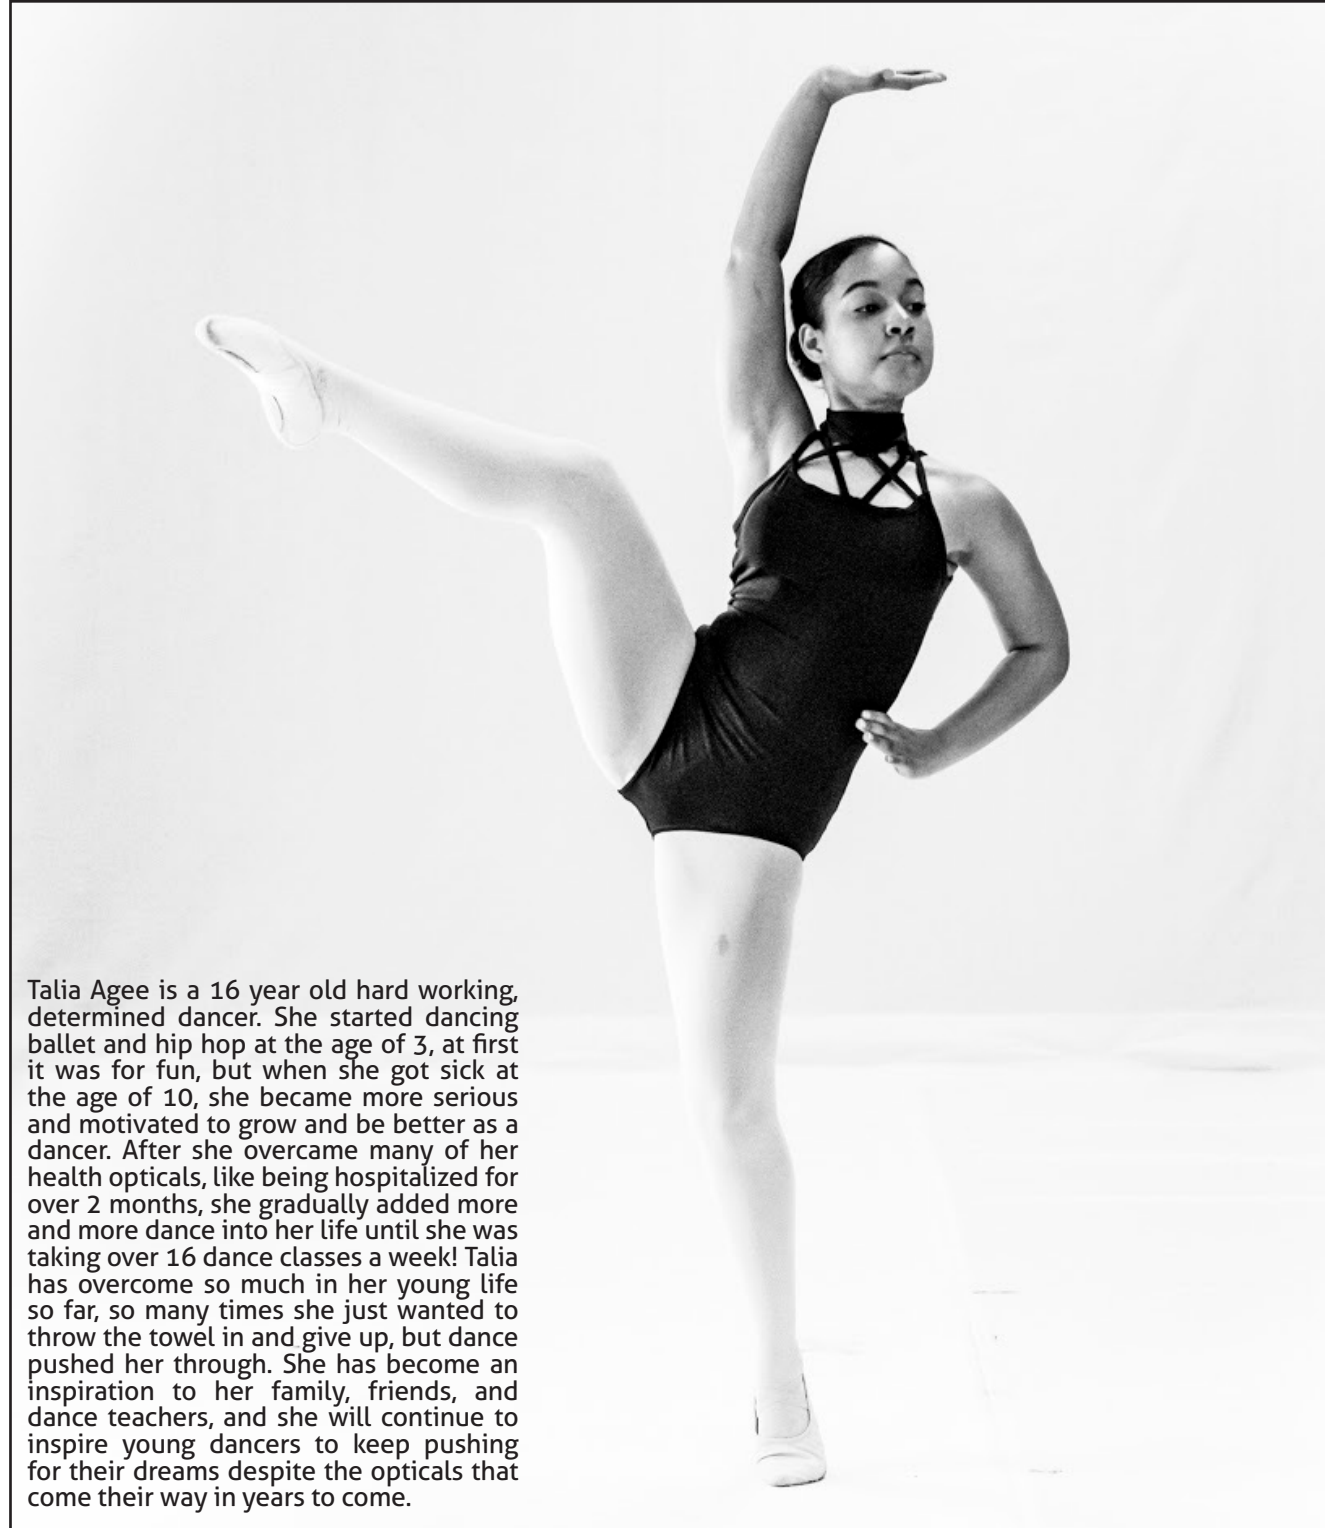 Talia Agee is a 16 year old hard working,
determined dancer. She started dancing
ballet and hip hop at the age of 3, at first
it was for fun, but when she got sick at
the age of 10, she became more serious
and motivated to grow and be better as a
dancer. After she overcame many of her
health opticals, like being hospitalized for
over 2 months, she gradually added more
and more dance into her life until she was
taking over 16 dance classes a week! Talia
has overcome so much in her young life
so far, so many times she just wanted to
throw the towel in and give up, but dance
pushed her through. She has become an
inspiration to her family, friends, and
dance teachers, and she will continue to
inspire young dancers to keep pushing
for their dreams despite the opticals that
come their way in years to come.